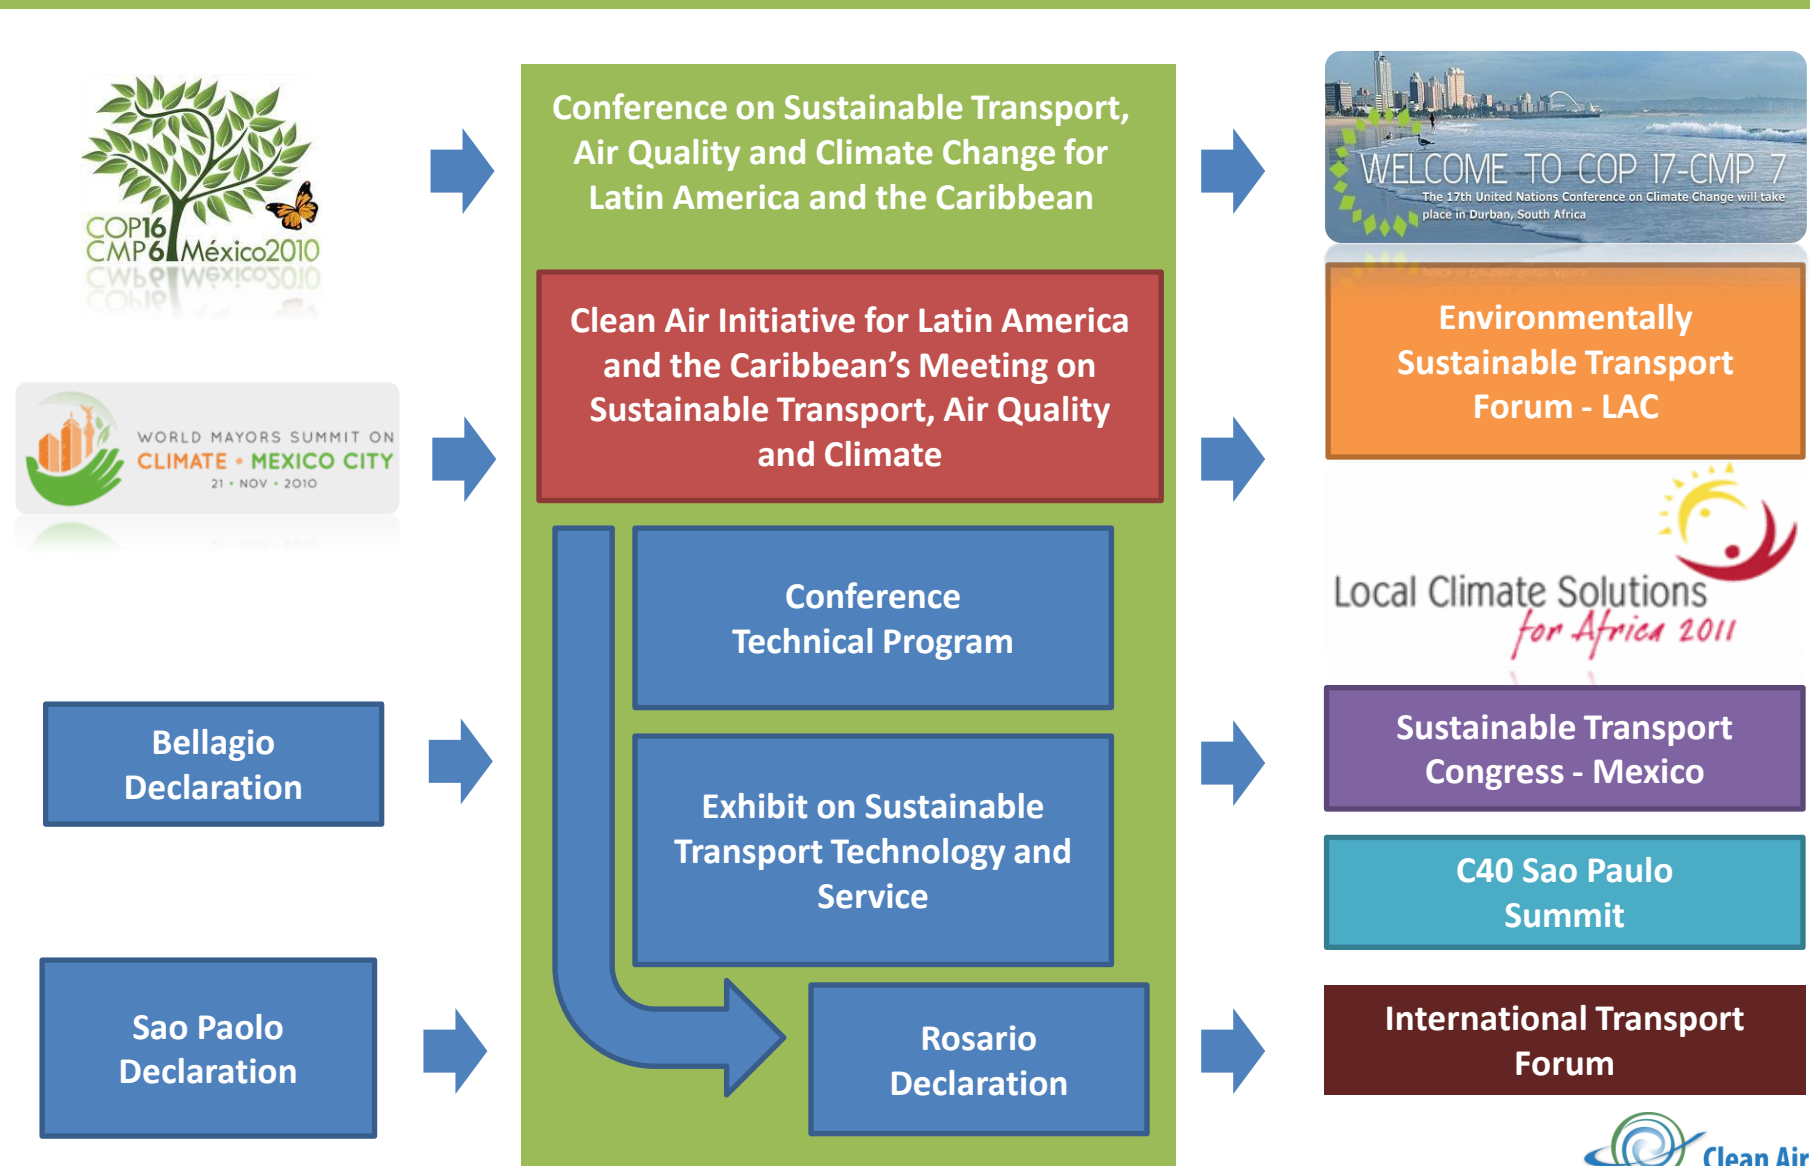 COP16
CMP6 México2010
WORLD MAYORS SUMMIT ON
CLIMATE • MEXICO CITY
21 • NOV • 2010
Bellagio
Declaration
Sao Paolo
Declaration
Conference on Sustainable Transport,
Air Quality and Climate Change for
Latin America and the Caribbean
Clean Air Initiative for Latin America
and the Caribbean’s Meeting on
Sustainable Transport, Air Quality
and Climate
Conference
Technical Program
Exhibit on Sustainable
Transport Technology and
Service
Rosario
Declaration
WELCOME TO COP 17-CMP 7
The 17th United Nations Conference on Climate Change will take
place in Durban, South Africa
Environmentally
Sustainable Transport
Forum - LAC
Local Climate Solutions
for Africa 2011
Sustainable Transport
Congress - Mexico
C40 Sao Paulo
Summit
International Transport
Forum
Clean Air